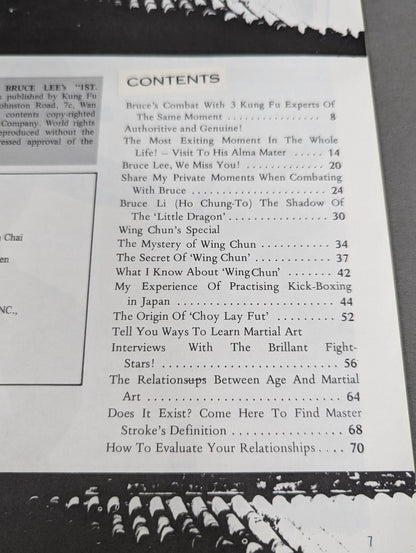 BRUCE LEE's "1ST.
published by Kung Fu
ohnston Road, 7c, Wan
contents copy-righted
Company. World rights
eproduced without the
essed approval of the
Chai
en
NC.,
CONTENTS
Bruce's Combat With 3 Kung Fu Experts Of
The Same Moment . . . . . . . . . . . . . . . . 8
Authoritive and Genuine!
The Most Exiting Moment In The Whole
Life! – Visit To His Alma Mater . . . . . 14
Bruce Lee, We Miss You! . . . . . . . . . . . . 20
Share My Private Moments When Combating
With Bruce . . . . . . . . . . . . . . . . . . . 24
Bruce Li (Ho Chung-To) The Shadow Of
The 'Little Dragon' . . . . . . . . . . . . . . . 30
Wing Chun's Special
The Mystery of Wing Chun . . . . . . . . . . 34
The Secret Of 'Wing Chun' . . . . . . . . . . . 37
What I Know About 'Wing Chun' . . . . . . . 42
My Experience Of Practising Kick-Boxing
in Japan . . . . . . . . . . . . . . . . . . . . . 44
The Origin Of 'Choy Lay Fut' . . . . . . . . . 52
Tell You Ways To Learn Martial Art
Interviews With The Brillant Fight-
Stars! . . . . . . . . . . . . . . . . . . . . . . . 56
The Relationsups Between Age And Martial
Art . . . . . . . . . . . . . . . . . . . . . . . . . 64
Does It Exist? Come Here To Find Master
Stroke's Definition . . . . . . . . . . . . . . . 68
How To Evaluate Your Relationships . . . . 70
7